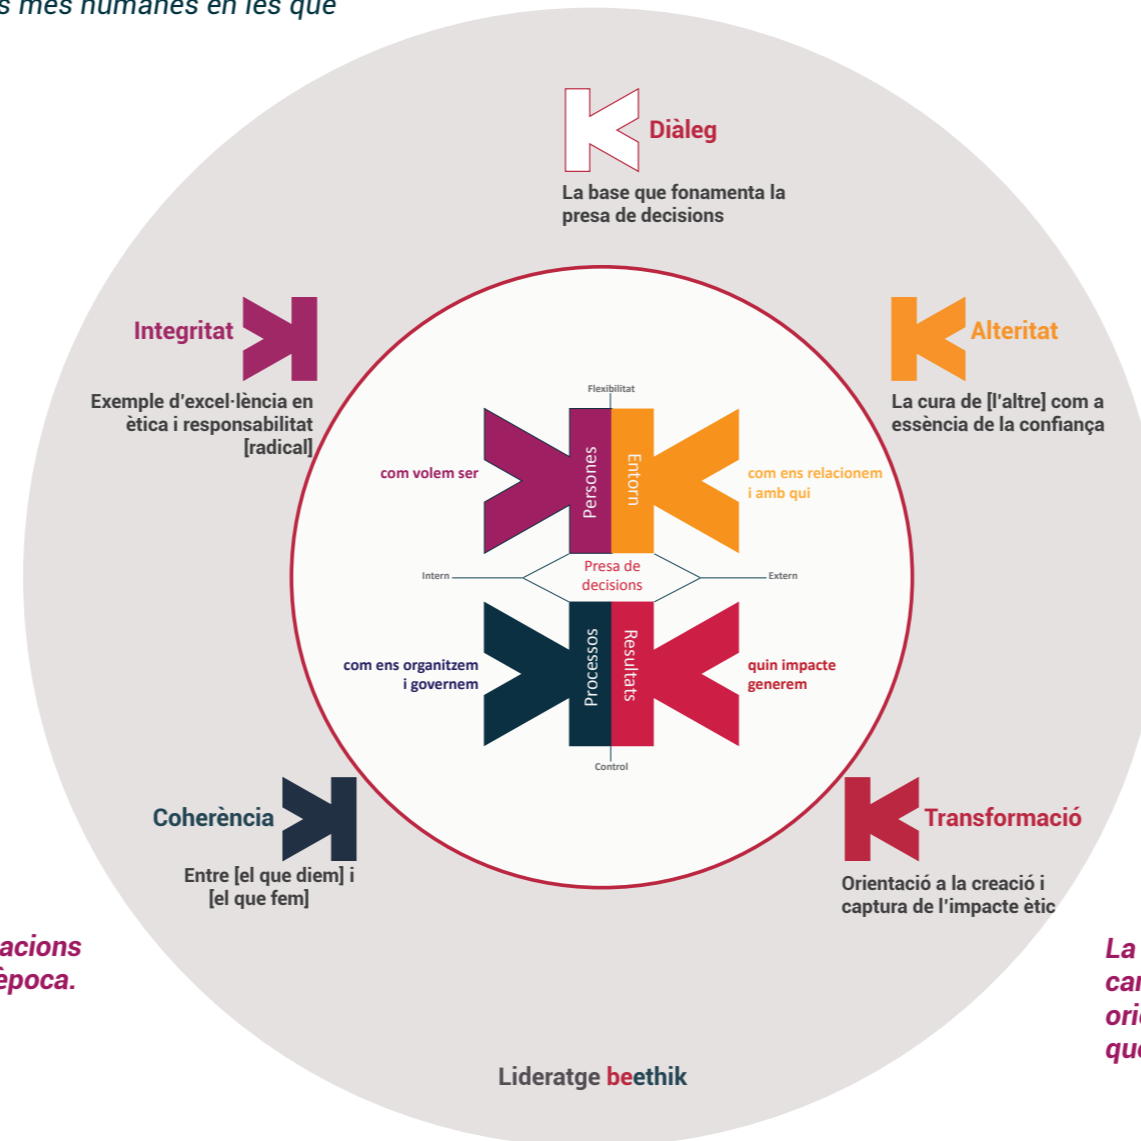 més humanes en les que
Diàleg
La base que fonamenta la
presa de decisions
Integritat
Exemple d'excel·lència en
ètica i responsabilitat
[radical]
Alteritat
La cura de [l'altre] com a
essència de la confiança
Flexibilitat
com volem ser
Persones
Entorn
com ens relacionem
i amb qui
Intern
Presa de
decisions
Extern
com ens organitzem
i governem
Processos
Resultats
quin impacte
generem
Control
Coherència
Entre [el que diem] i
[el que fem]
Transformació
Orientació a la creació i
captura de l'impacte ètic
època.
La
Lideratge beethik